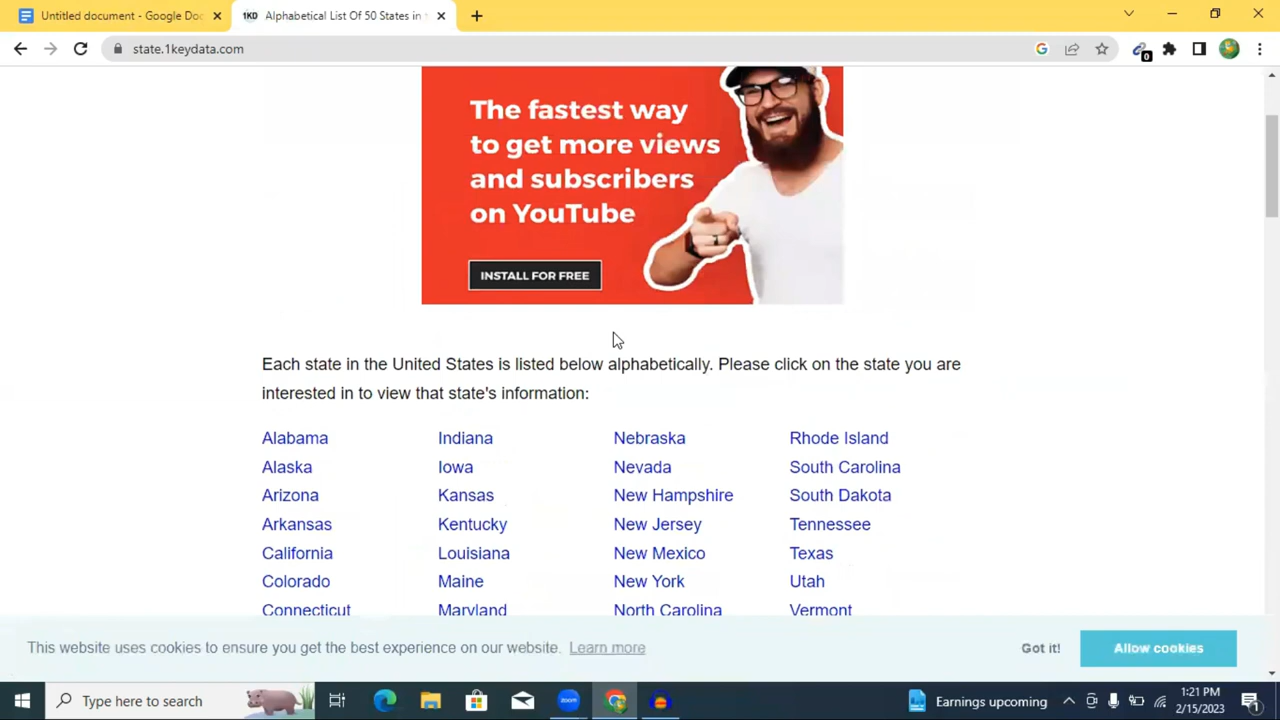 Untitled document - Google Doc
1KD
Alphabetical List Of 50 States in
state.1keydata.com
0
The fastest way
to get more views
and subscribers
on YouTube
INSTALL FOR FREE
Each state in the United States is listed below alphabetically. Please click on the state you are
interested in to view that state's information:
Alabama Indiana Nebraska Rhode Island
Alaska Iowa Nevada South Carolina
Arizona Kansas New Hampshire South Dakota
Arkansas Kentucky New Jersey Tennessee
California Louisiana New Mexico Texas
Colorado Maine New York Utah
Connecticut Maryland North Carolina Vermont
This website uses cookies to ensure you get the best experience on our website. Learn more
Got it!
Allow cookies
Type here to search
zoom
Earnings upcoming
1:21 PM
2/15/2023
1